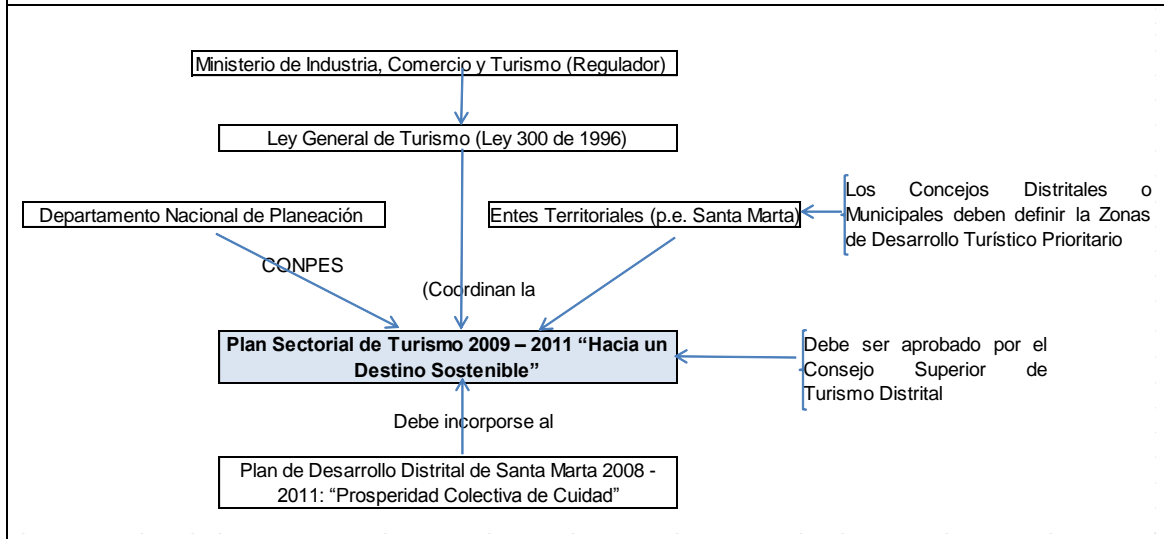 Ministerio de Industria, Comercio y Turismo (Regulador)
Ley General de Turismo (Ley 300 de 1996)
Departamento Nacional de Planeación
Entes Territoriales (p.e. Santa Marta)
Los Concejos Distritales o
Municipales deben definir la Zonas
de Desarrollo Turístico Prioritario
CONPES
(Coordinan la
Plan Sectorial de Turismo 2009 – 2011 “Hacia un
Destino Sostenible”
Debe ser aprobado por el
Consejo Superior de
Turismo Distrital
Debe incorporse al
Plan de Desarrollo Distrital de Santa Marta 2008 -
2011: “Prosperidad Colectiva de Cuidad”